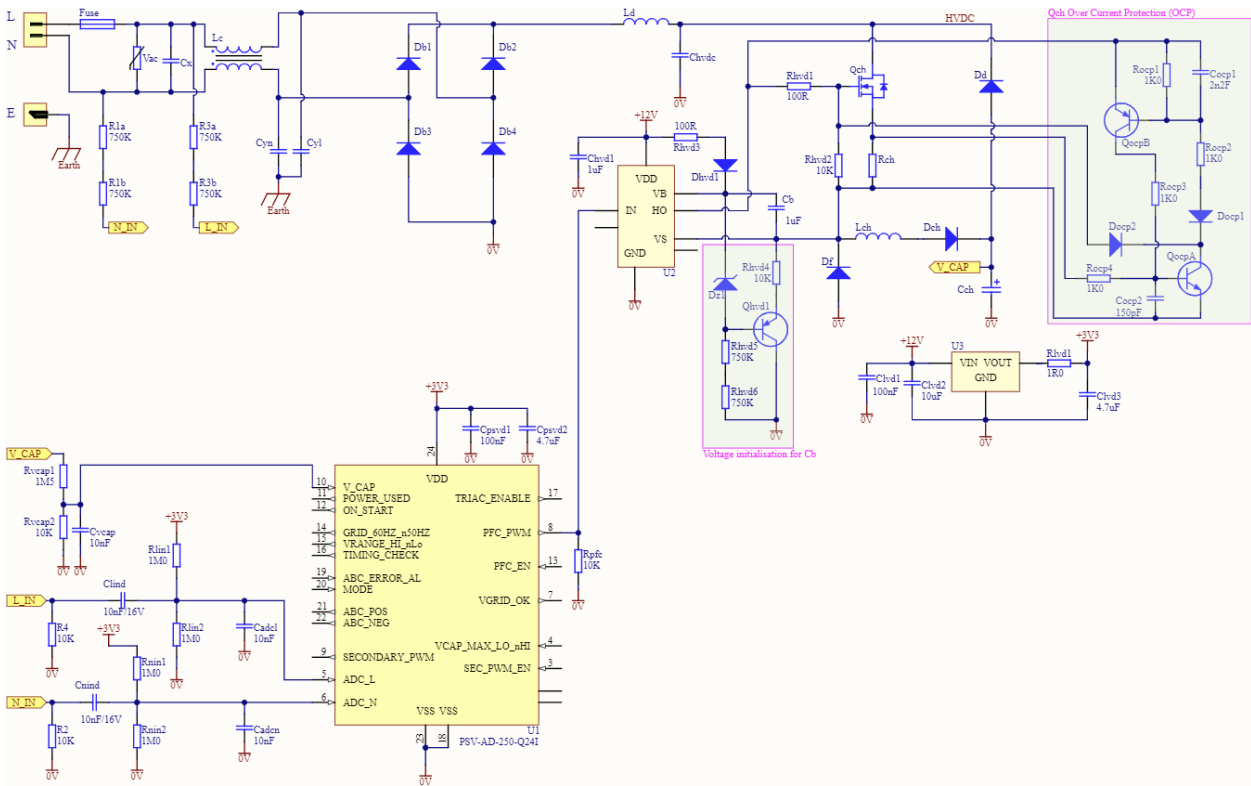 Qch Over Current Protection (OCP)
L
N
E
Fuse
Vac
Cx
Lc
Earth
R1a
750K
R1b
750K
N_IN
R3a
750K
R3b
750K
L_IN
Cyn
Cyl
Earth
Db1
Db2
Db3
Db4
0V
Ld
Chvdc
0V
HVDC
+12V
Chvd1
1uF
0V
100R
Rhvd3
Dhvd1
VDD
IN
VB
HO
VS
GND
U2
0V
Cb
1uF
Rhvd1
100R
Qch
Rhvd2
10K
Rch
Dd
Lch
Dch
Df
0V
V_CAP
Cch
+
0V
Rocp1
1K0
Cocp1
2n2F
QocpB
Rocp2
1K0
Rocp3
1K0
Docp2
Docp1
QocpA
Rocp4
1K0
Cocp2
150pF
Dz1
Rhvd4
10K
Qhvd1
Rhvd5
750K
Rhvd6
750K
0V
Voltage initialisation for Cb
+12V
Clvd1
100nF
0V
Clvd2
10uF
U3
VIN VOUT
GND
0V
Rlvd1
1R0
+3V3
Clvd3
4.7uF
+3V3
Cpsvd1
100nF
0V
Cpsvd2
4.7uF
0V
24
VDD
V_CAP
Rvcap1
1M5
Rvcap2
10K
Cvcap
10nF
0V
0V
10 V_CAP
11 POWER_USED
12 ON_START
14 GRID_60HZ_n50HZ
15 VRANGE_HI_nLo
16 TIMING_CHECK
19 ABC_ERROR_AL
20 MODE
21 ABC_POS
22 ABC_NEG
9 SECONDARY_PWM
5 ADC_L
6 ADC_N
TRIAC_ENABLE 17
PFC_PWM 8
PFC_EN 13
VGRID_OK 7
VCAP_MAX_LO_nHI 4
SEC_PWM_EN 3
VSS VSS
23
18
U1
PSV-AD-250-Q24I
0V
Rpfc
10K
0V
L_IN
R4
10K
0V
Clind
10nF/16V
+3V3
Rlin1
1M0
Rlin2
1M0
0V
Cadcl
10nF
0V
+3V3
Rnin1
1M0
N_IN
R2
10K
0V
Cnind
10nF/16V
Rnin2
1M0
0V
Cadcn
10nF
0V